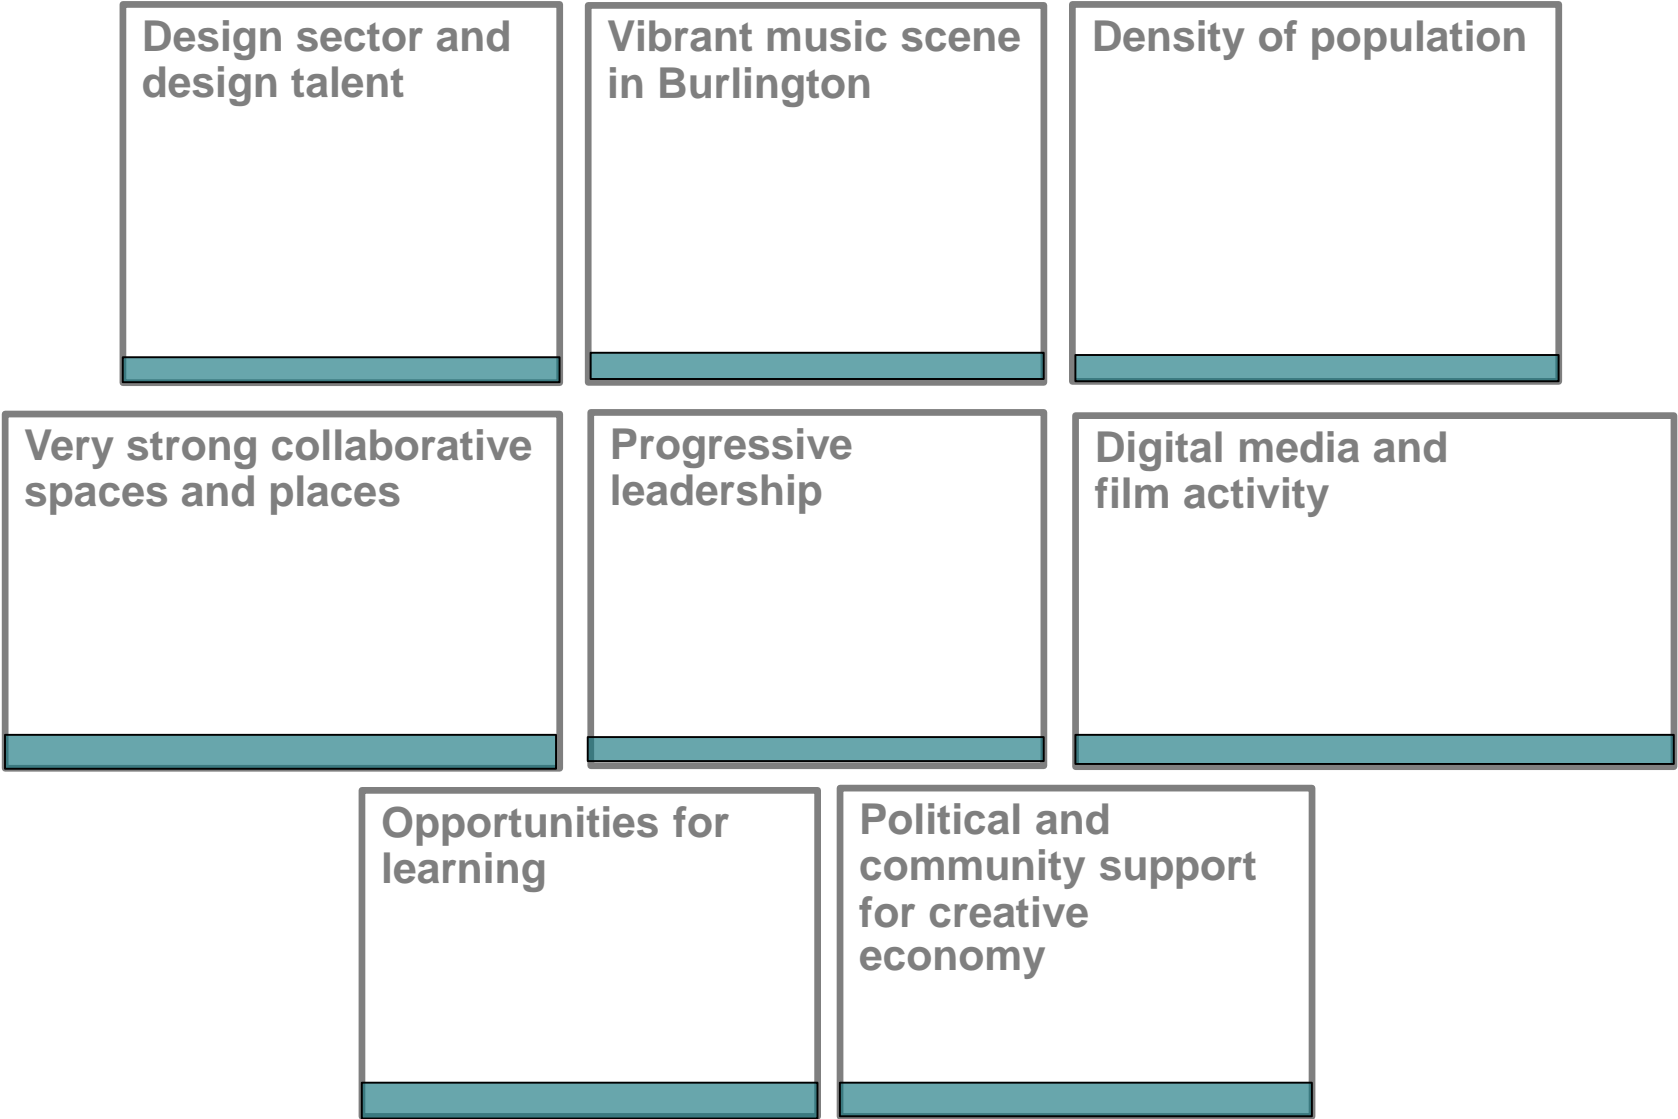 Design sector and
design talent
Vibrant music scene
in Burlington
Density of population
Very strong collaborative
spaces and places
Progressive
leadership
Digital media and
film activity
Opportunities for
learning
Political and
community support
for creative
economy